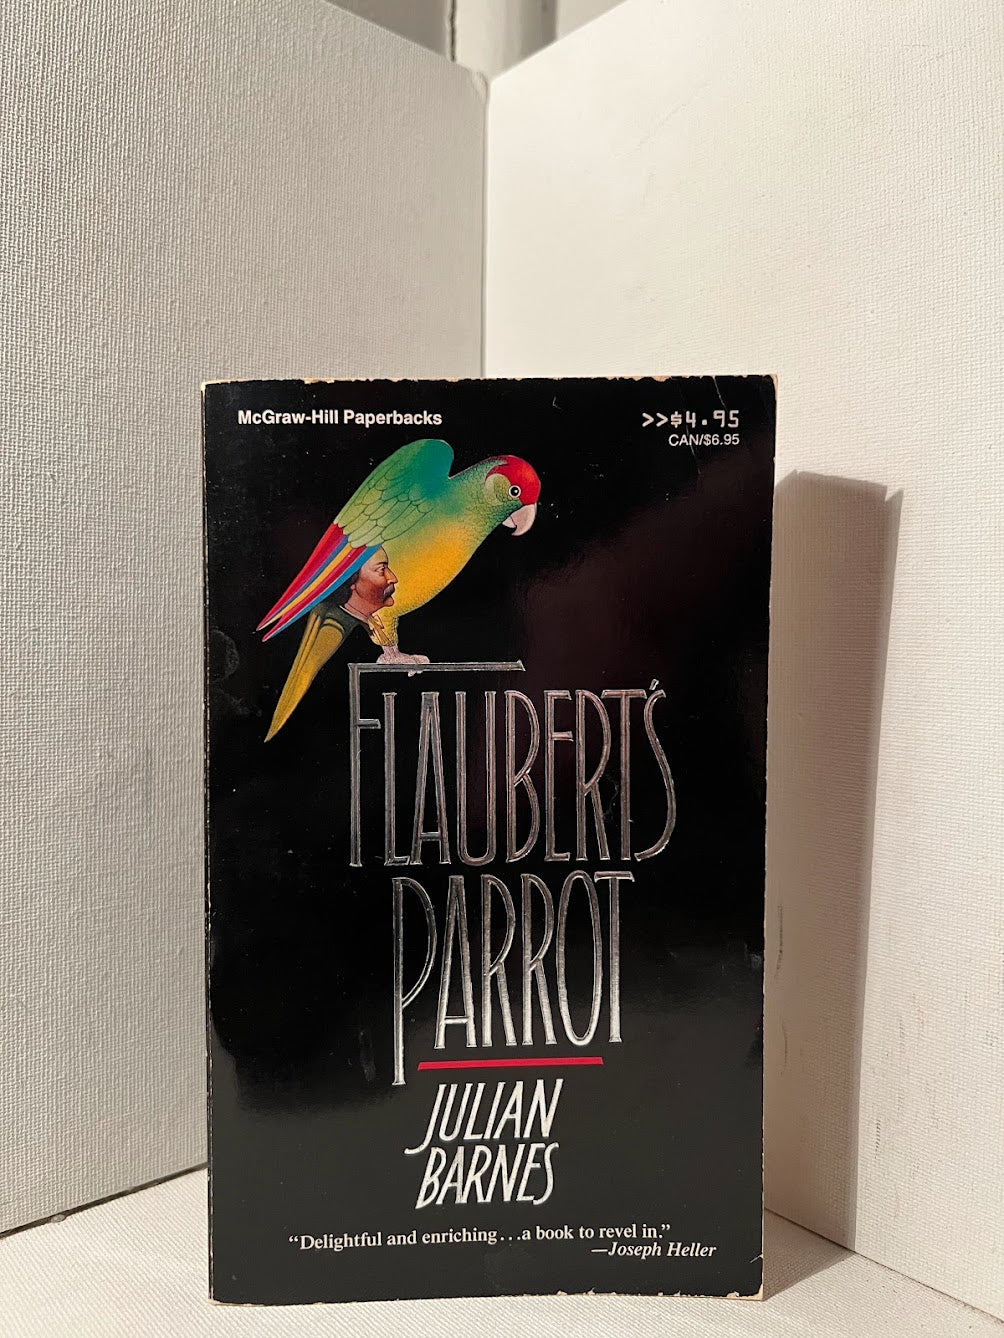 McGraw-Hill Paperbacks
>>$4.95
CAN/$6.95
FLAUBERT'S
PARROT
JULIAN
BARNES
“Delightful and enriching...a book to revel in.”
—Joseph Heller